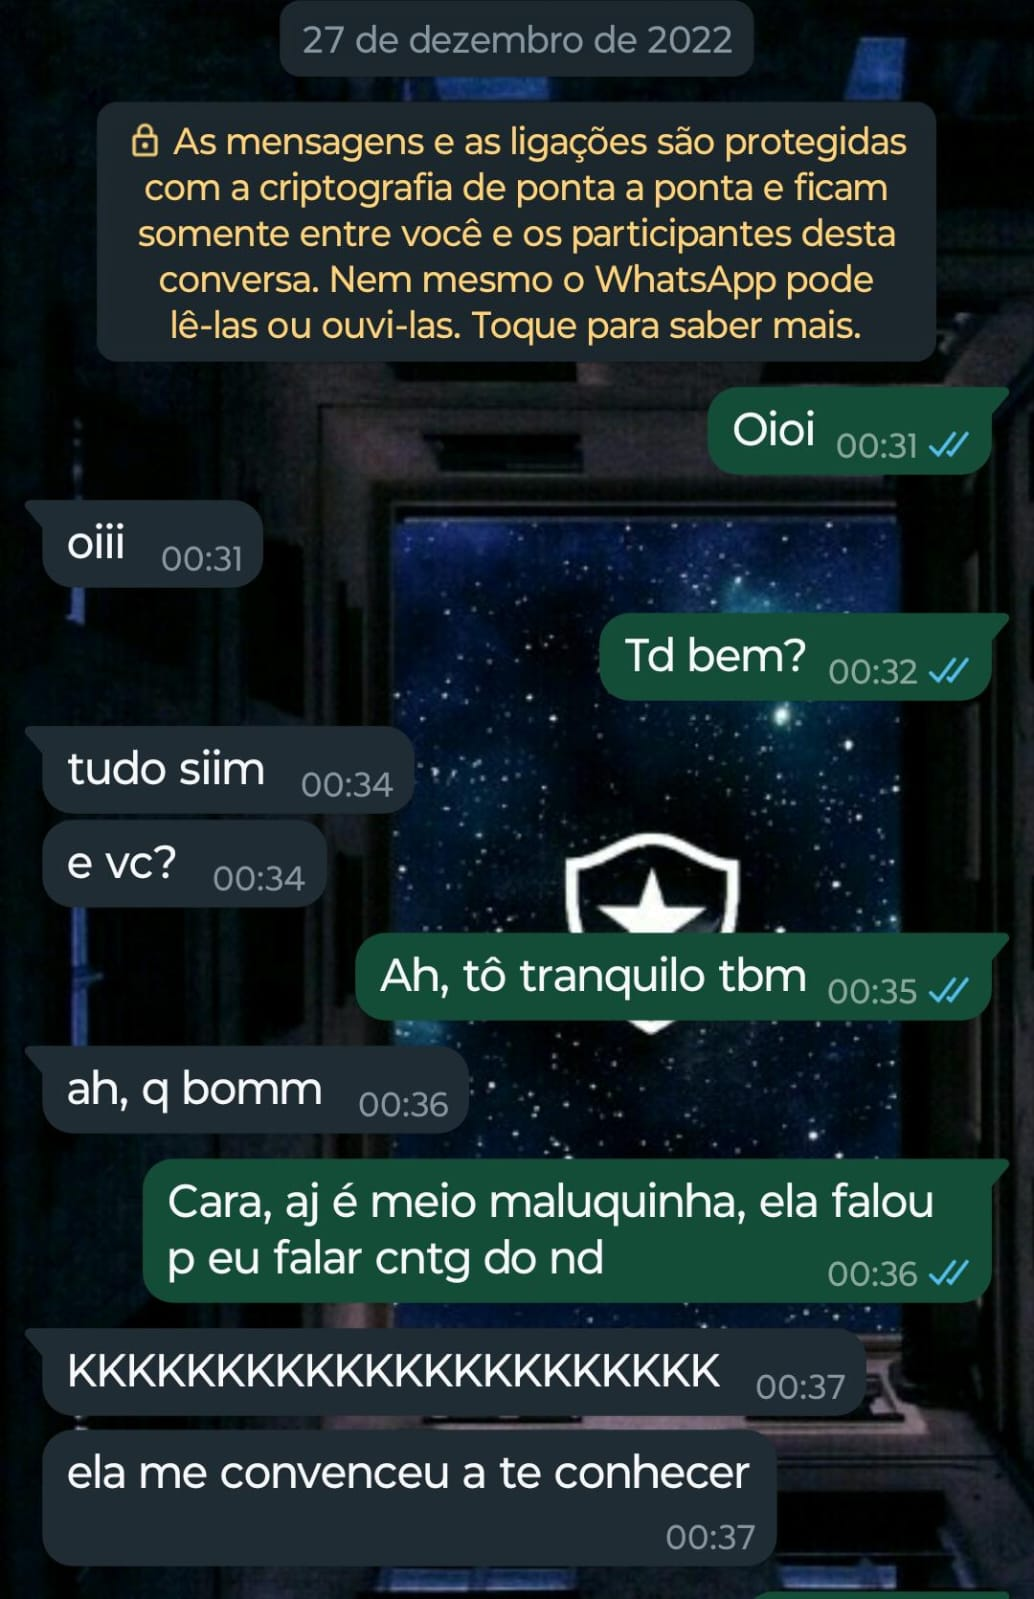 27 de dezembro de 2022
As mensagens e as ligações são protegidas
com a criptografia de ponta a ponta e ficam
somente entre você e os participantes desta
conversa. Nem mesmo o WhatsApp pode
lê-las ou ouvi-las. Toque para saber mais.
Oioi 00:31
oiii 00:31
Td bem? 00:32
tudo siim 00:34
e vc? 00:34
Ah, tô tranquilo tbm 00:35
ah, q bomm 00:36
Cara, aj é meio maluquinha, ela falou
p eu falar cntg do nd 00:36
KKKKKKKKKKKKKKKKKKKKKK 00:37
ela me convenceu a te conhecer
00:37